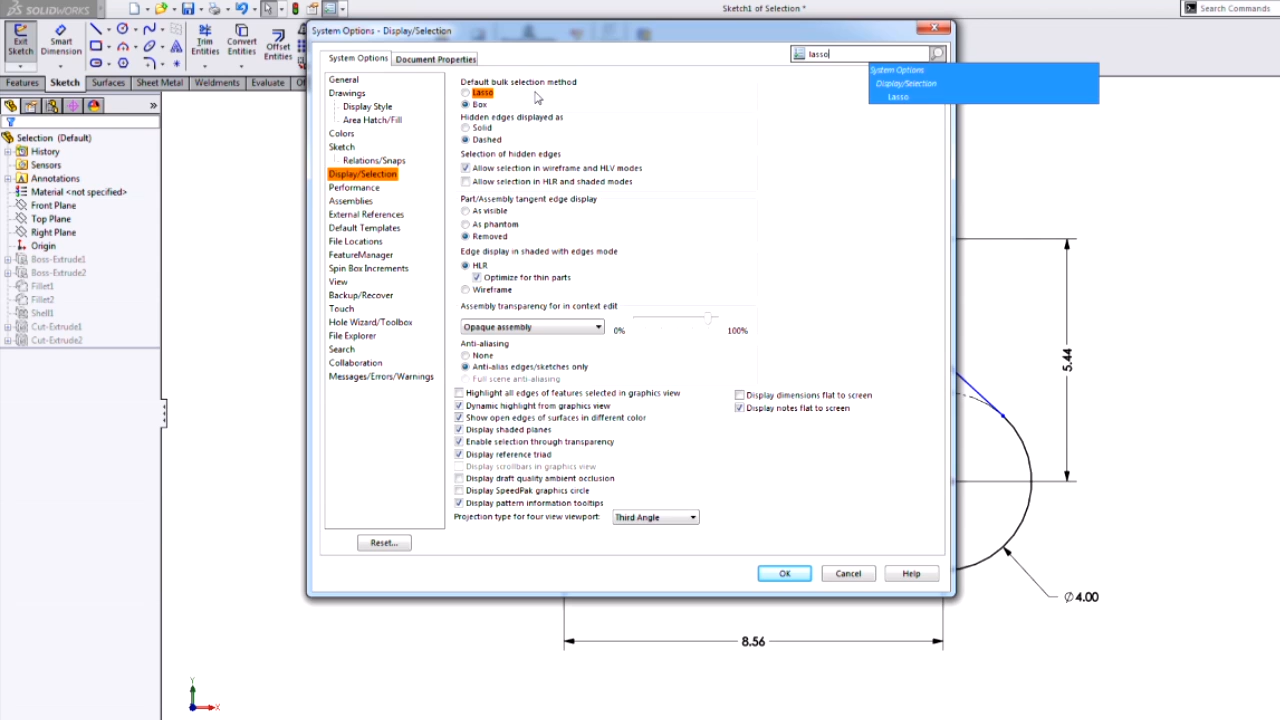 SOLIDWORKS
Sketch1 of Selection *
Search Commands
Exit Sketch
Smart Dimension
Trim Entities
Convert Entities
Offset Entities
Features
Sketch
Surfaces
Sheet Metal
Weldments
Evaluate
Selection (Default)
History
Sensors
Annotations
Material <not specified>
Front Plane
Top Plane
Right Plane
Origin
Boss-Extrude1
Boss-Extrude2
Fillet1
Fillet2
Shell1
Cut-Extrude1
Cut-Extrude2
System Options - Display/Selection
System Options
Document Properties
lasso
System Options
Display/Selection
Lasso
General
Drawings
Display Style
Area Hatch/Fill
Colors
Sketch
Relations/Snaps
Display/Selection
Performance
Assemblies
External References
Default Templates
File Locations
FeatureManager
Spin Box Increments
View
Backup/Recover
Touch
Hole Wizard/Toolbox
File Explorer
Search
Collaboration
Messages/Errors/Warnings
Reset...
Default bulk selection method
Lasso
Box
Hidden edges displayed as
Solid
Dashed
Selection of hidden edges
Allow selection in wireframe and HLV modes
Allow selection in HLR and shaded modes
Part/Assembly tangent edge display
As visible
As phantom
Removed
Edge display in shaded with edges mode
HLR
Optimize for thin parts
Wireframe
Assembly transparency for in context edit
Opaque assembly
0%
100%
Anti-aliasing
None
Anti-alias edges/sketches only
Full scene anti-aliasing
Highlight all edges of features selected in graphics view
Dynamic highlight from graphics view
Show open edges of surfaces in different color
Display shaded planes
Enable selection through transparency
Display reference triad
Display scrollbars in graphics view
Display draft quality ambient occlusion
Display SpeedPak graphics circle
Display pattern information tooltips
Display dimensions flat to screen
Display notes flat to screen
Projection type for four view viewport:
Third Angle
OK
Cancel
Help
5.44
Ø4.00
8.56
Y
X